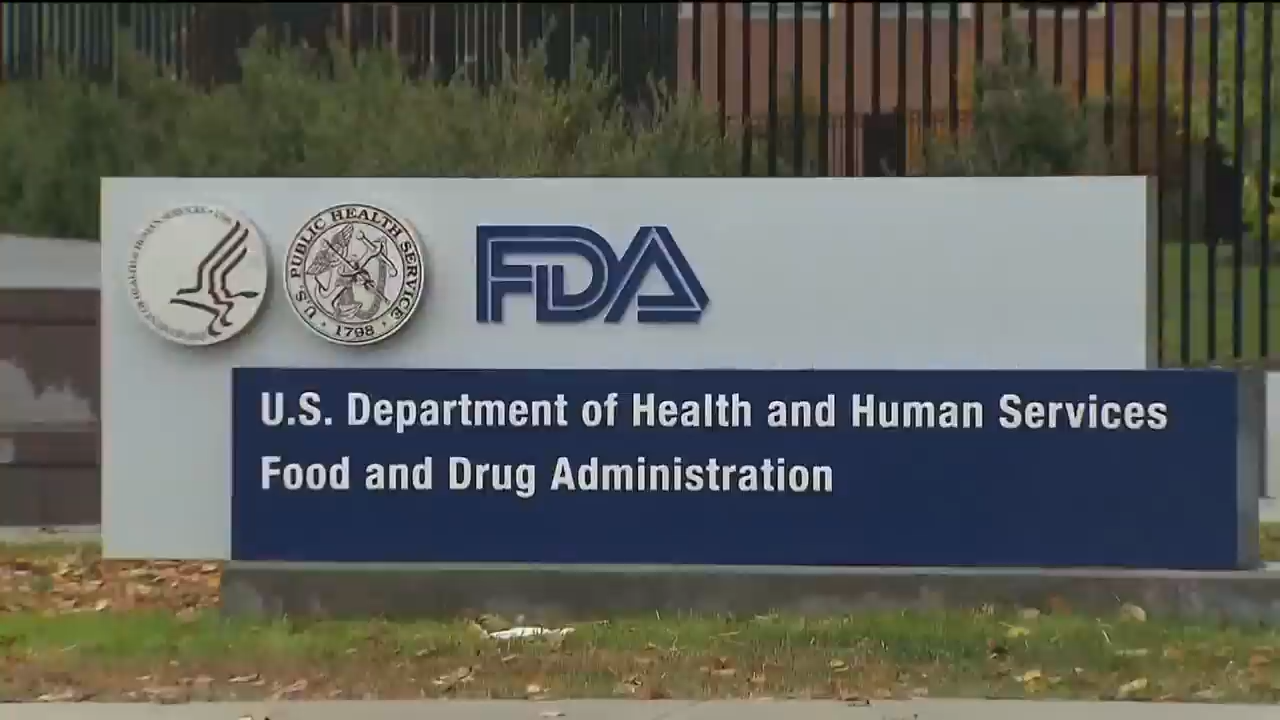 U.S. PUBLIC HEALTH SERVICE
· 1798 ·
FDA
U.S. Department of Health and Human Services
Food and Drug Administration